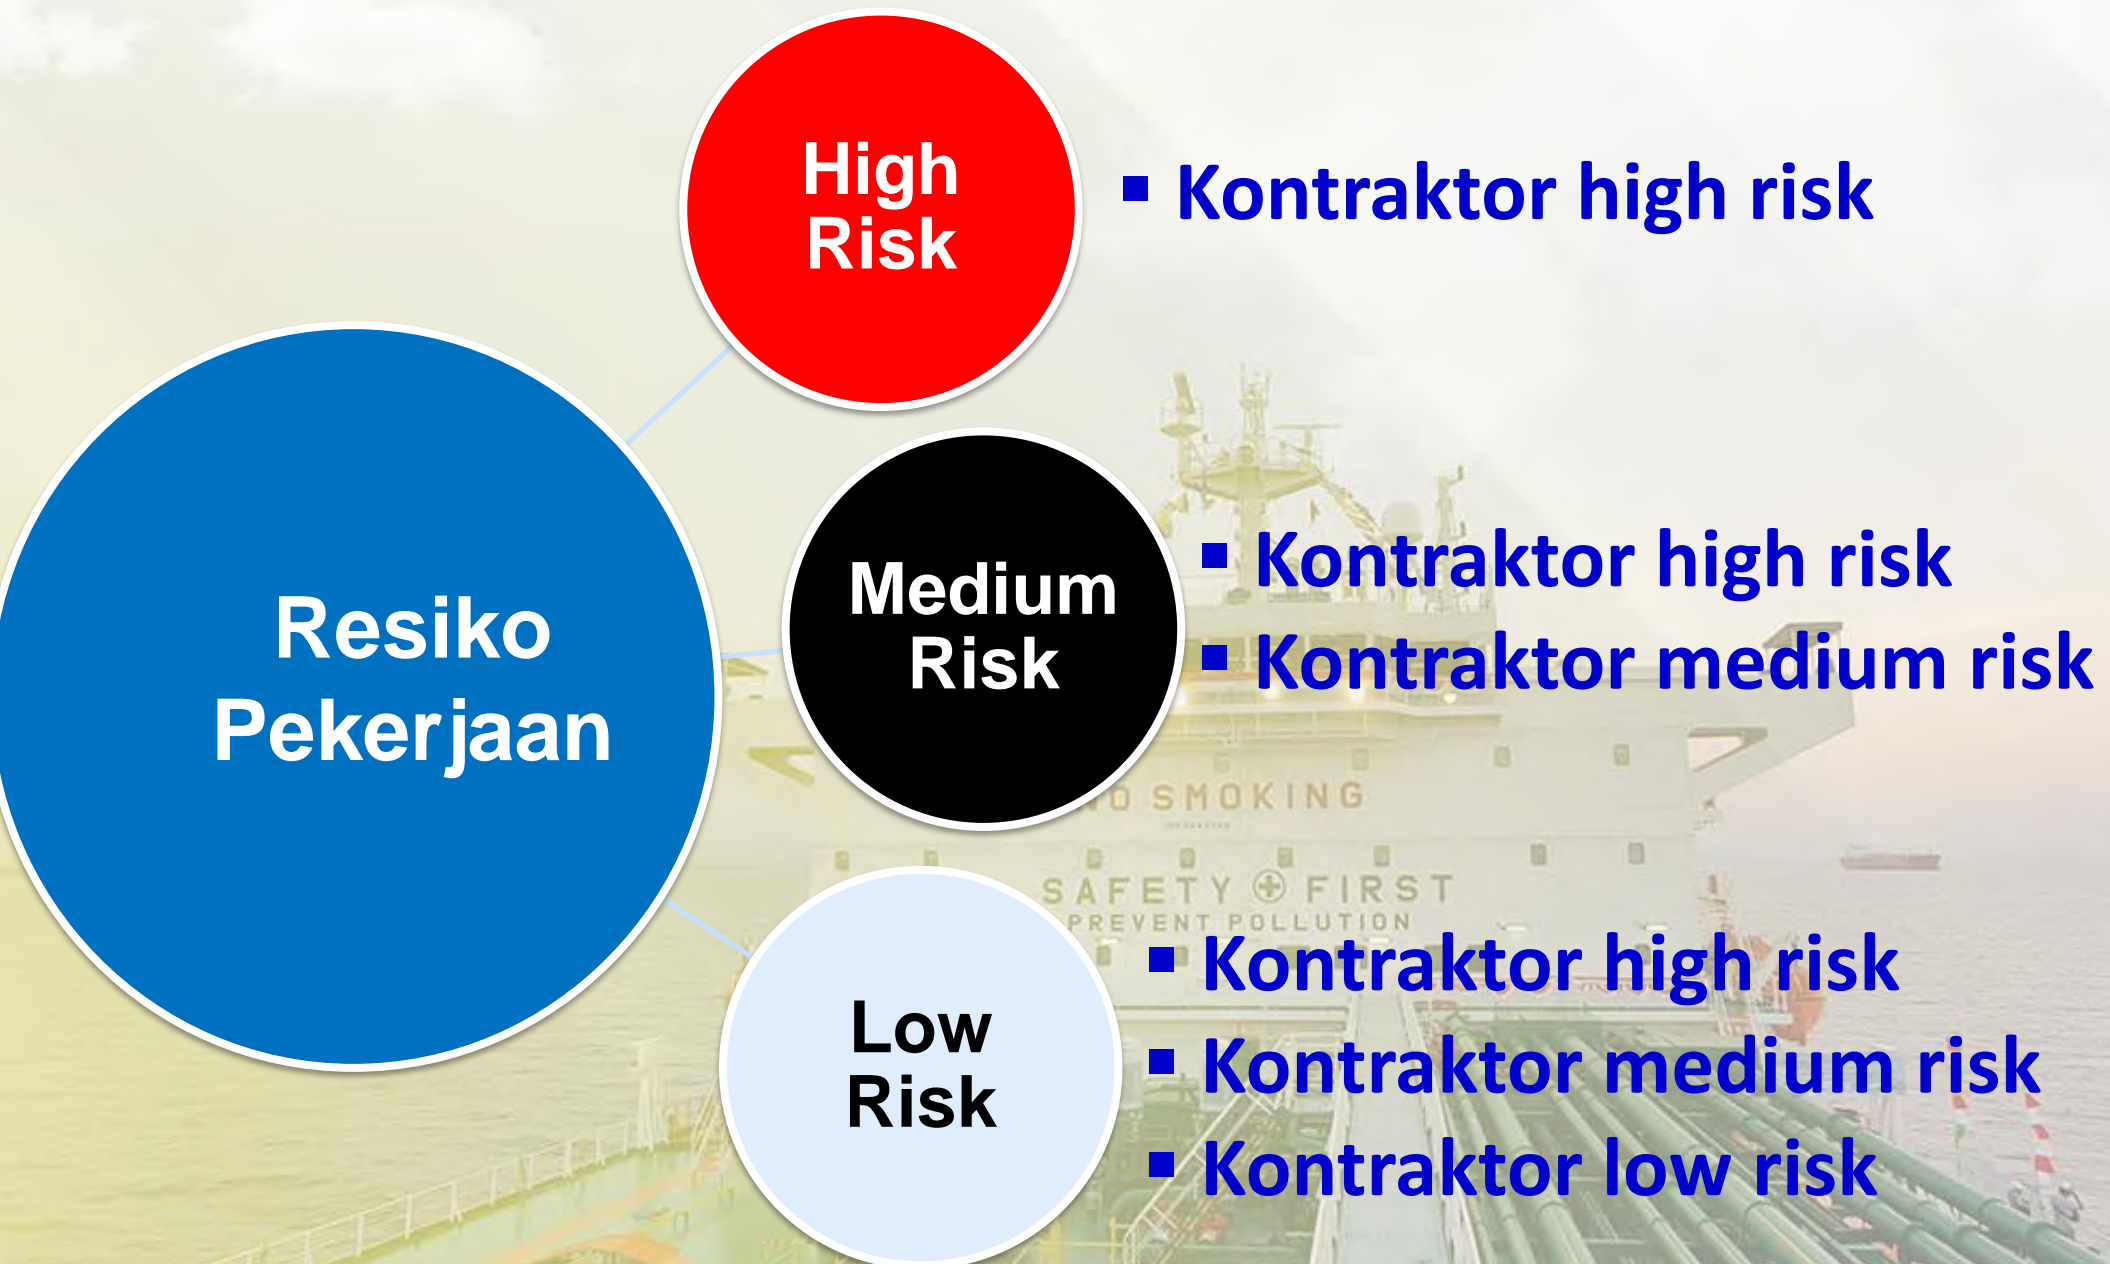 High
Risk
▪ Kontraktor high risk
Resiko
Pekerjaan
Medium
Risk
▪ Kontraktor high risk
▪ Kontraktor medium risk
NO SMOKING
SAFETY FIRST
PREVENT POLLUTION
Low
Risk
▪ Kontraktor high risk
▪ Kontraktor medium risk
▪ Kontraktor low risk